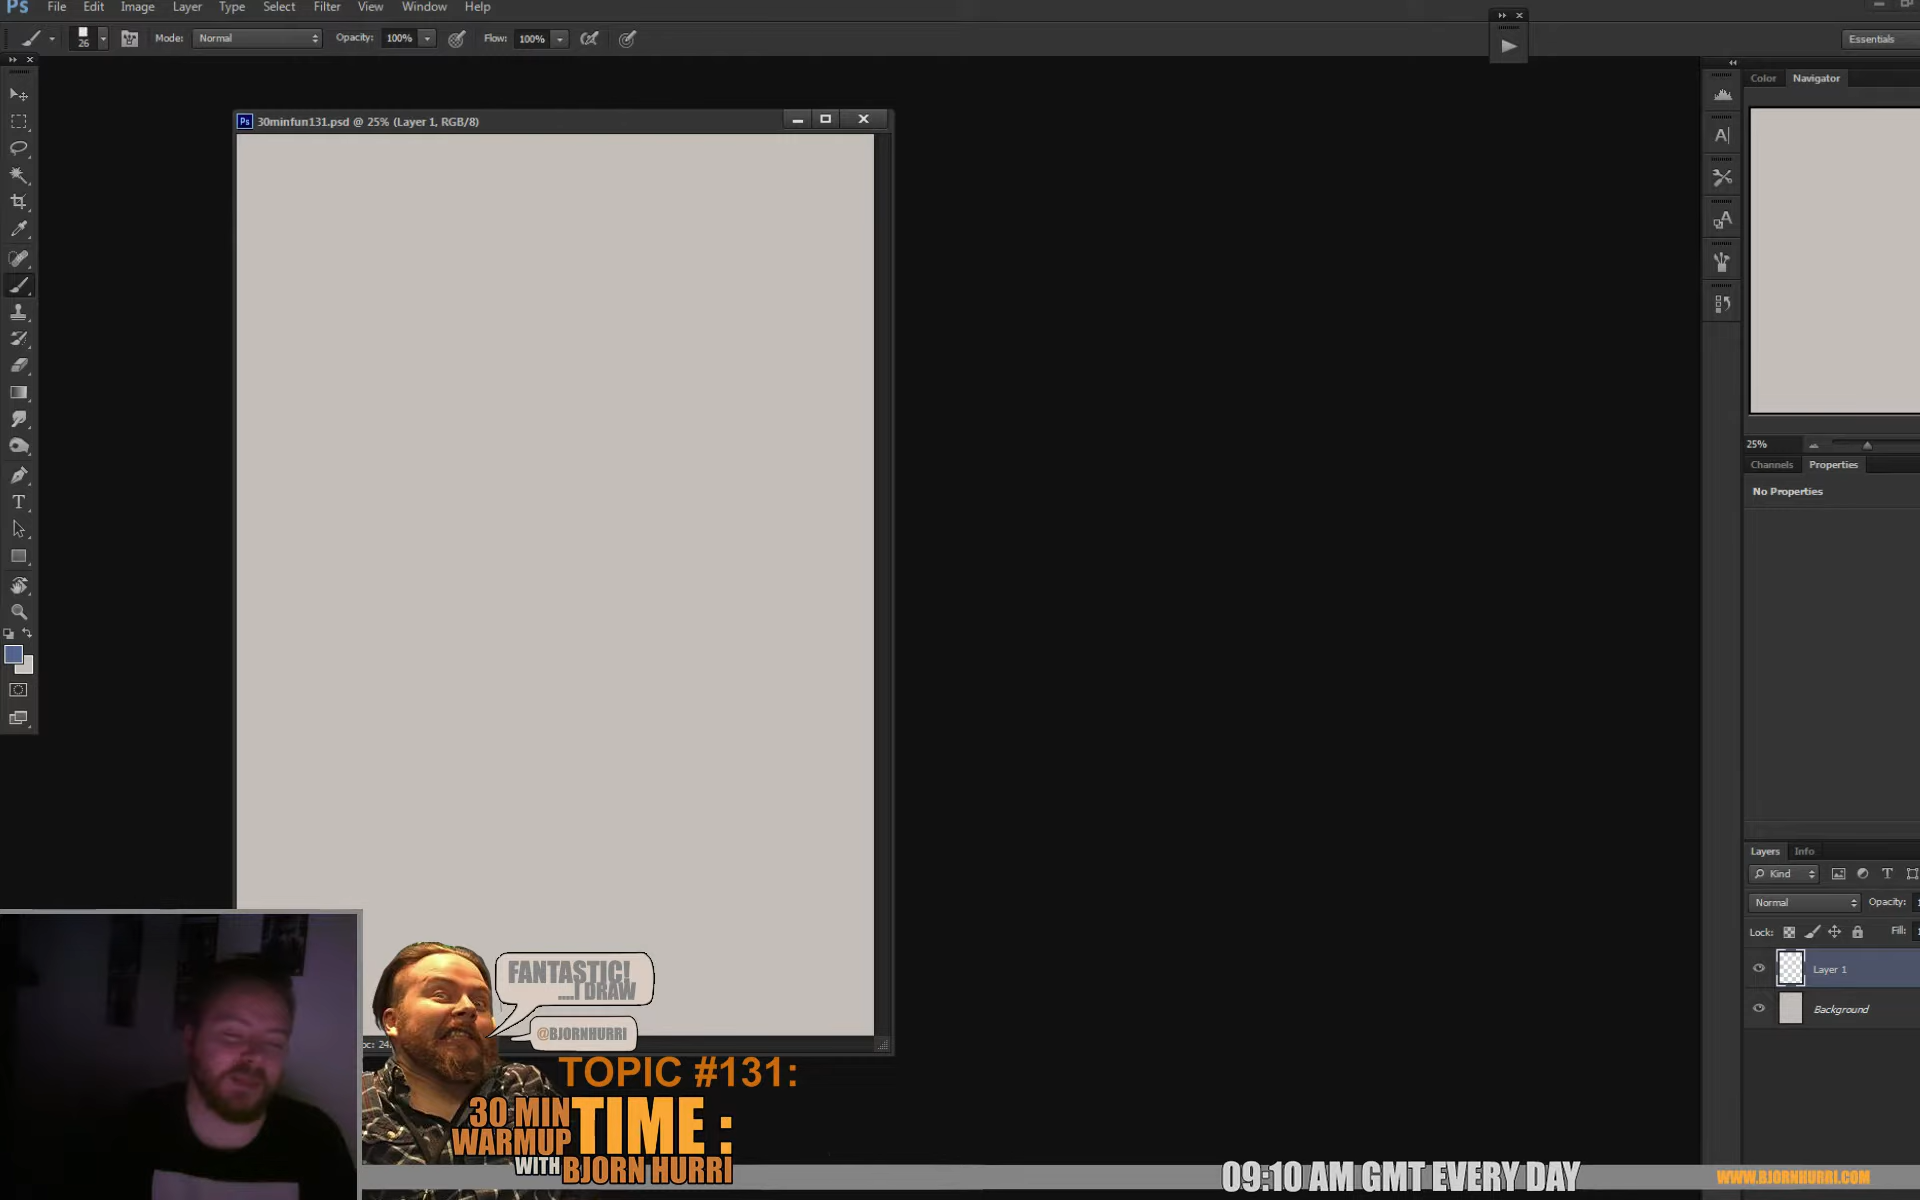 Ps File Edit Image Layer Type Select Filter View Window Help
26 Mode: Normal Opacity: 100% Flow: 100% Essentials
Color Navigator
Ps 30minfun131.psd @ 25% (Layer 1, RGB/8)
25%
Channels Properties
No Properties
Layers Info
Kind
Normal Opacity:
Lock: Fill:
Layer 1
Background
FANTASTIC!
....I DRAW
@BJORNHURRI
TOPIC #131:
30 MIN
WARMUP
TIME :
WITH BJORN HURRI
09:10 AM GMT EVERY DAY
WWW.BJORNHURRI.COM